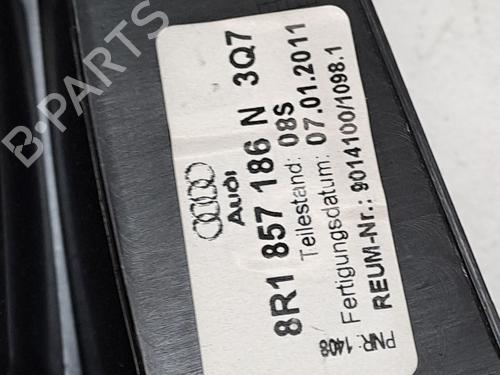 B-PARTS
Audi
8R1 857 186 N 3Q7
Teilestand: 08S
Fertigungsdatum: 07.01.2011
REUM-Nr.: 9014100/1098.1
PNR: 1408